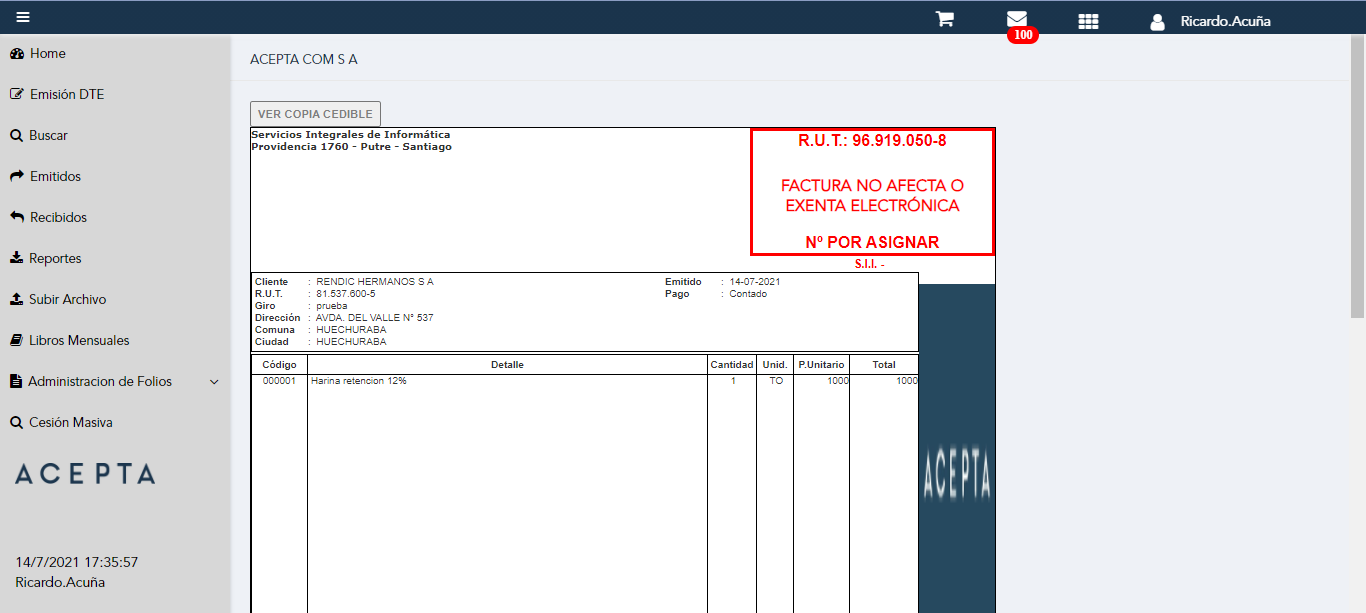 Ricardo.Acuña
100
Home
Emisión DTE
Buscar
Emitidos
Recibidos
Reportes
Subir Archivo
Libros Mensuales
Administracion de Folios
Cesión Masiva
ACEPTA
14/7/2021 17:35:57
Ricardo.Acuña
ACEPTA COM S A
VER COPIA CEDIBLE
Servicios Integrales de Informática
Providencia 1760 - Putre - Santiago
R.U.T.: 96.919.050-8
FACTURA NO AFECTA O
EXENTA ELECTRÓNICA
Nº POR ASIGNAR
S.I.I. -
Cliente : RENDIC HERMANOS S A Emitido : 14-07-2021
R.U.T. : 81.537.600-5 Pago : Contado
Giro : prueba
Dirección : AVDA. DEL VALLE N° 537
Comuna : HUECHURABA
Ciudad : HUECHURABA
Código Detalle Cantidad Unid. P.Unitario Total
000001 Harina retencion 12% 1 TO 1000 1000
ACEPTA